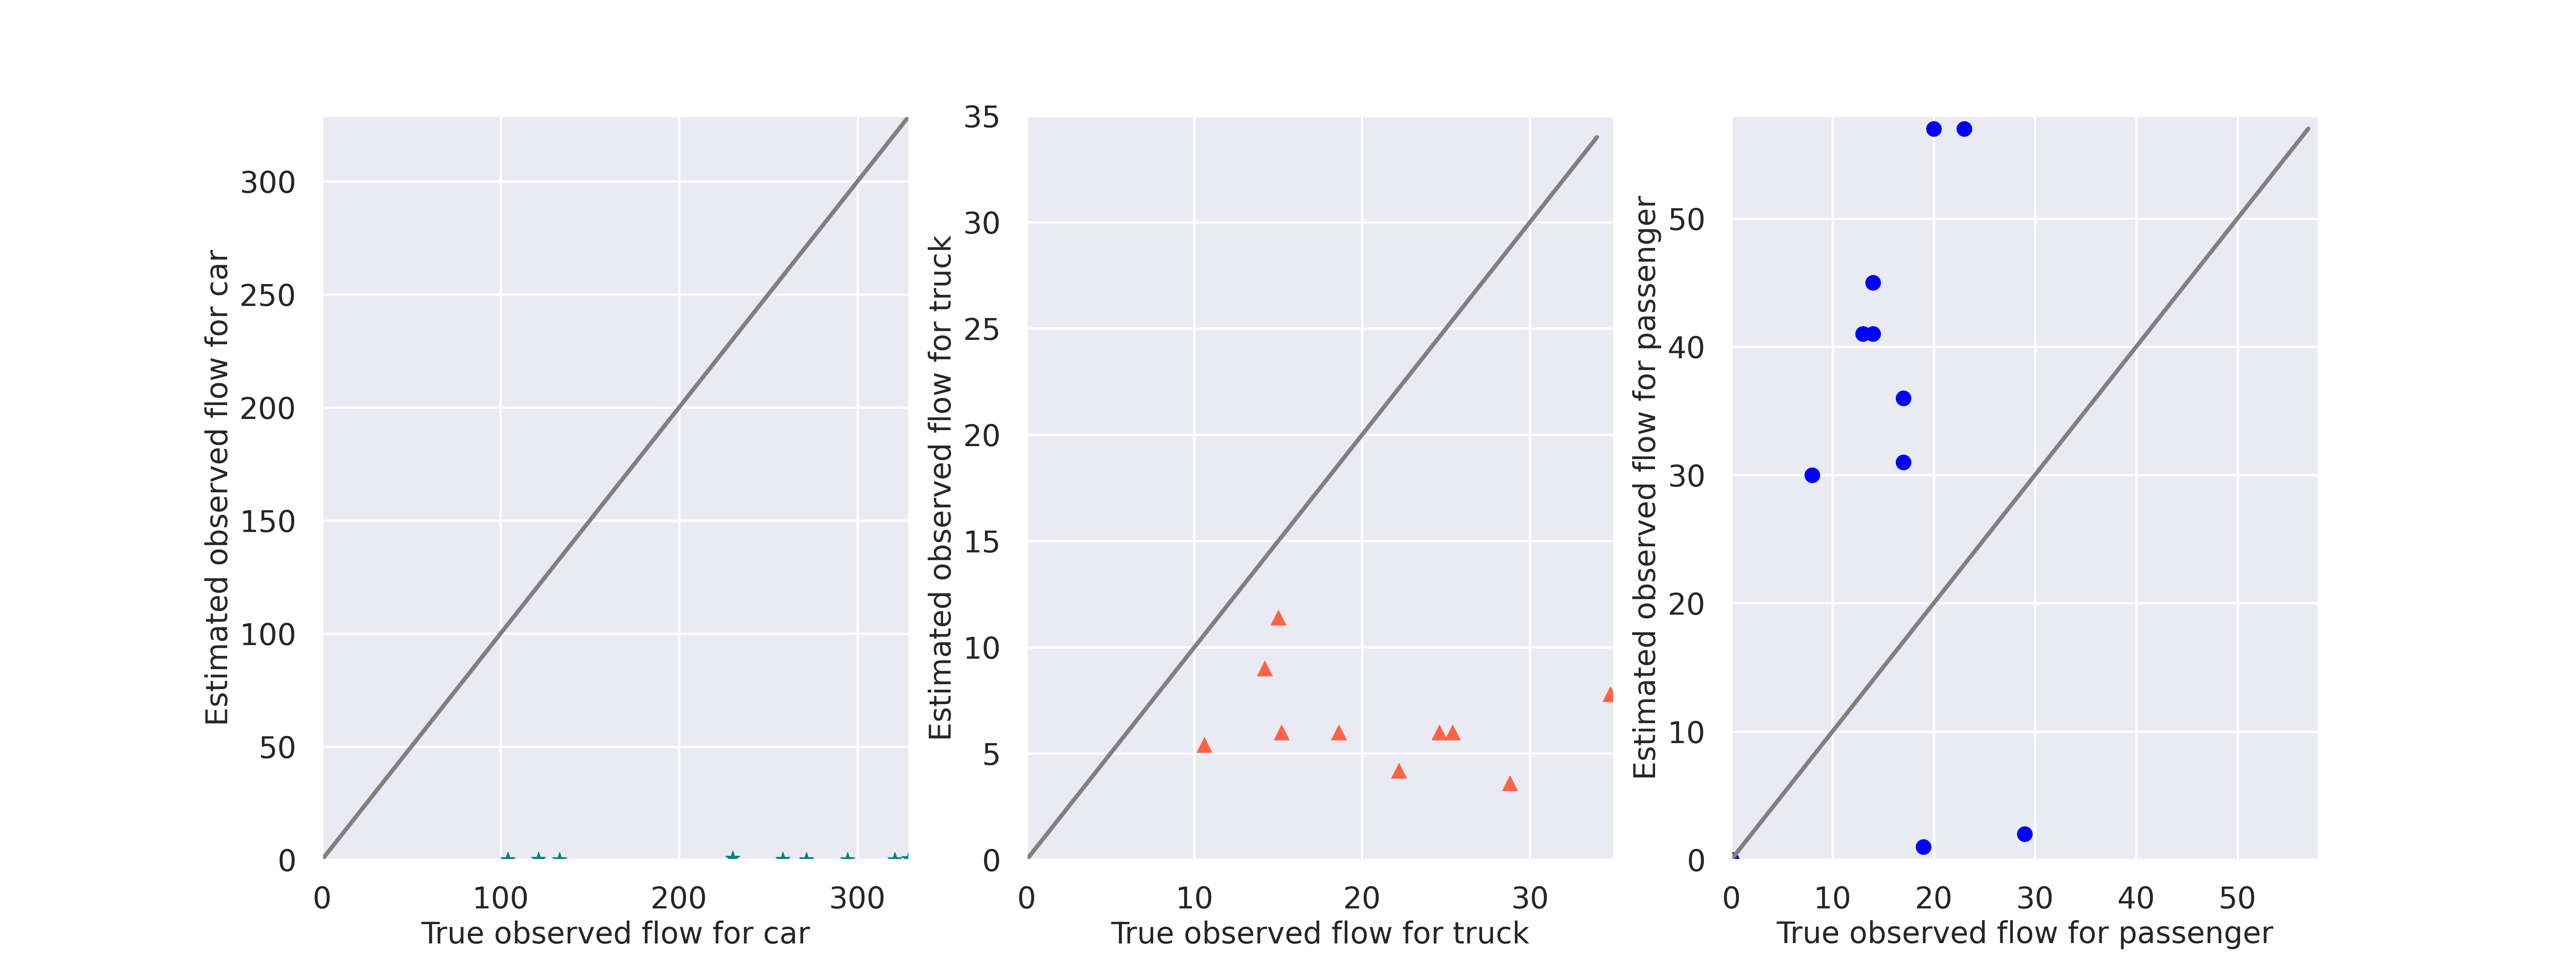 Estimated observed flow for car
300
250
200
150
100
50
0
0 100 200 300
True observed flow for car
Estimated observed flow for truck
35
30
25
20
15
10
5
0
0 10 20 30
True observed flow for truck
Estimated observed flow for passenger
50
40
30
20
10
0
0 10 20 30 40 50
True observed flow for passenger